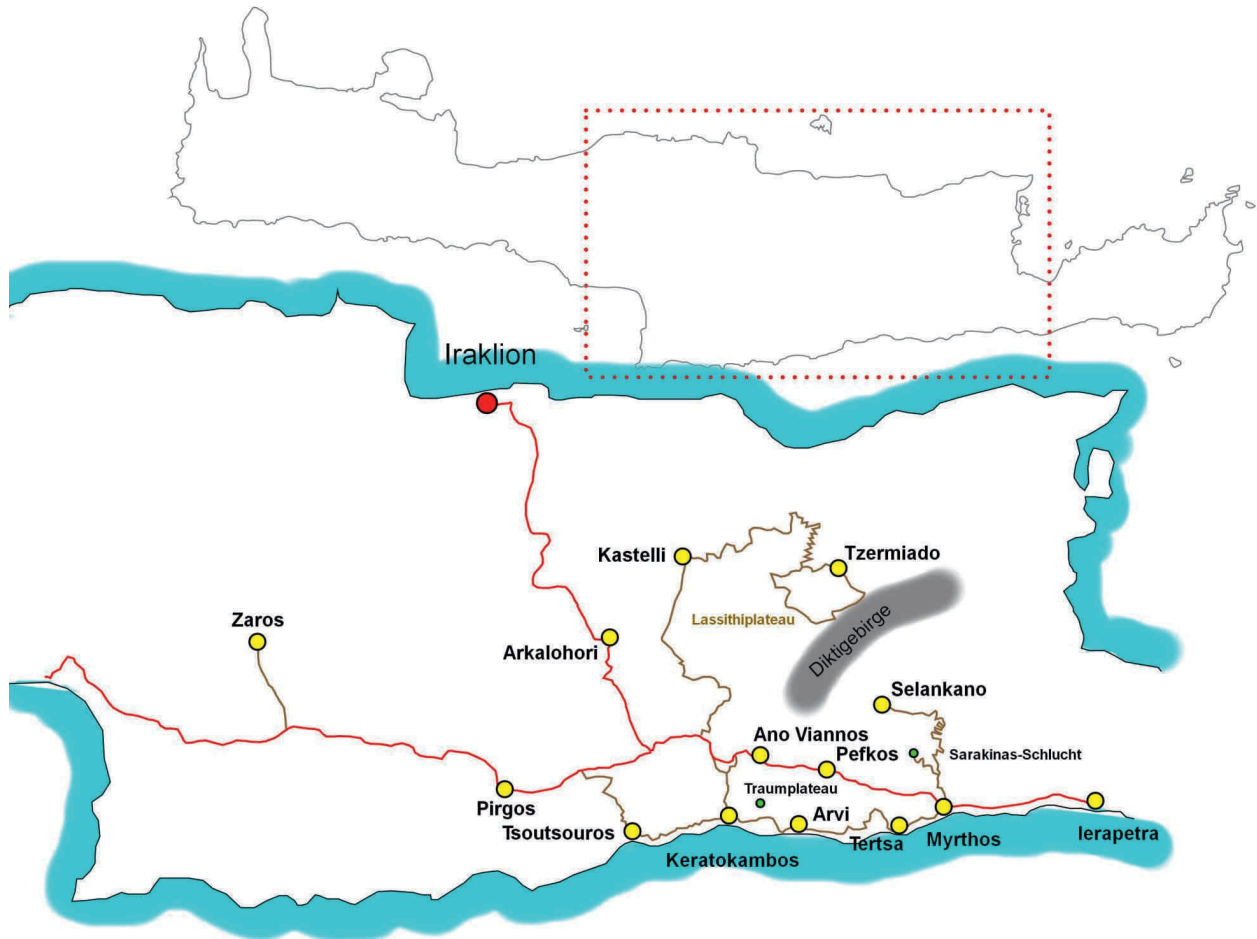 Iraklion
Kastelli
Tzermiado
Lassithiplateau
Diktigebirge
Zaros
Arkalohori
Selankano
Ano Viannos
Pefkos
Sarakinas-Schlucht
Traumplateau
Pirgos
Arvi
Tsoutsouros
Tertsa
Myrthos
Ierapetra
Keratokambos